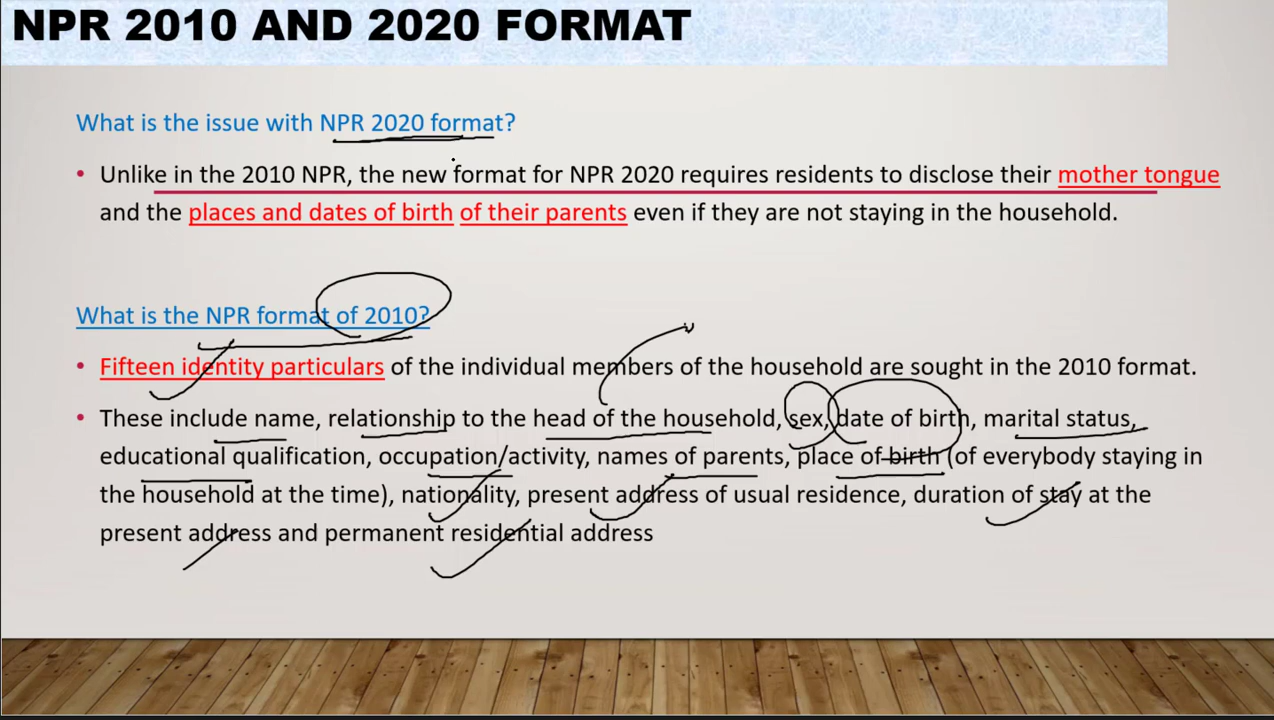 NPR 2010 AND 2020 FORMAT
What is the issue with NPR 2020 format?
• Unlike in the 2010 NPR, the new format for NPR 2020 requires residents to disclose their mother tongue
and the places and dates of birth of their parents even if they are not staying in the household.
What is the NPR format of 2010?
• Fifteen identity particulars of the individual members of the household are sought in the 2010 format.
• These include name, relationship to the head of the household, sex, date of birth, marital status,
educational qualification, occupation/activity, names of parents, place of birth (of everybody staying in
the household at the time), nationality, present address of usual residence, duration of stay at the
present address and permanent residential address